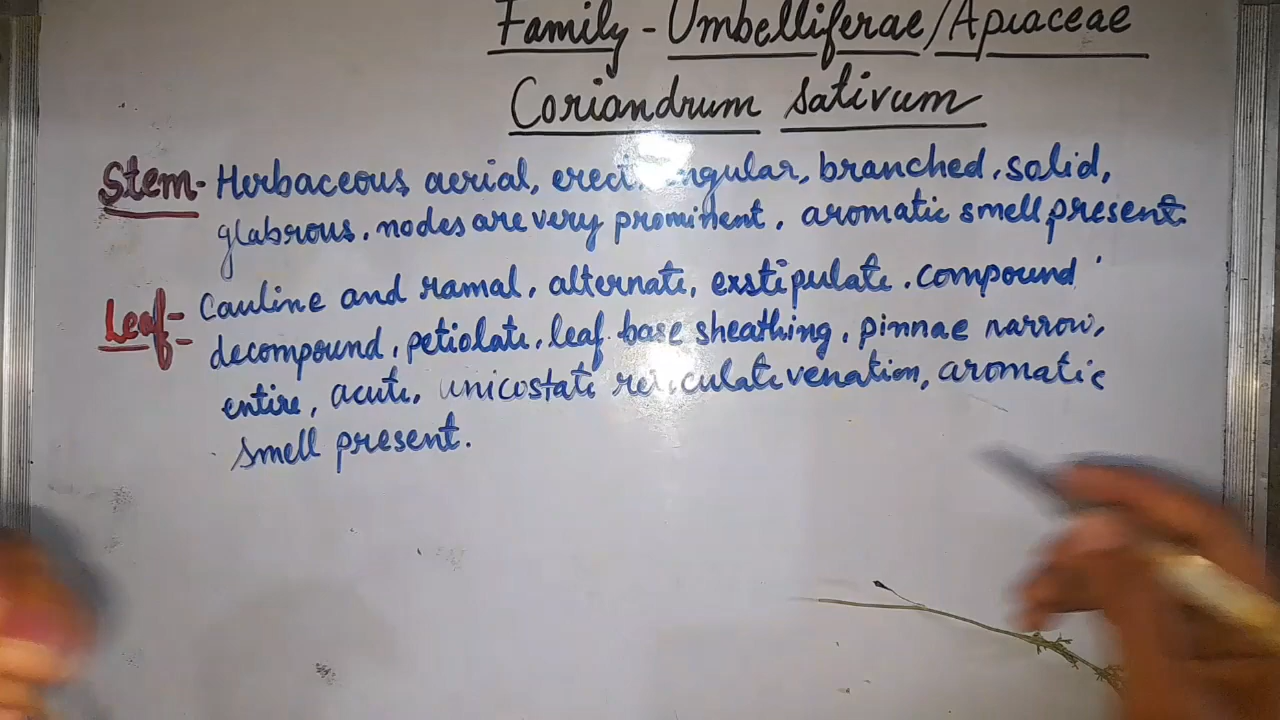 Family - Umbelliferae/Apiaceae
Coriandrum sativum
Stem- Herbaceous aerial, erect, angular, branched, solid,
glabrous, nodes are very prominent, aromatic smell present.
Leaf- Cauline and ramal, alternate, exstipulate, compound
decompound, petiolate, leaf base sheathing, pinnae narrow,
entire, acute, unicostate reticulate venation, aromatic
smell present.